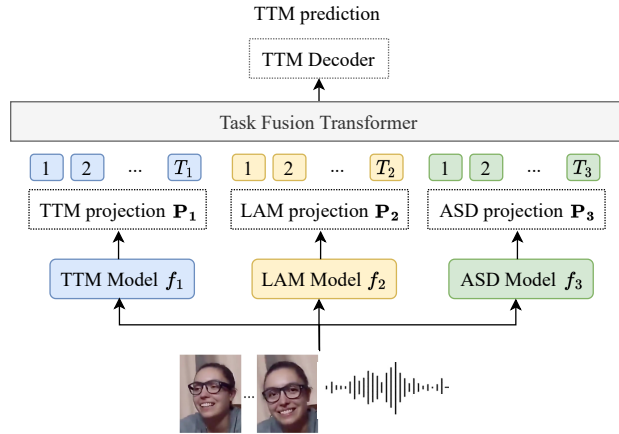 TTM prediction
TTM Decoder
Task Fusion Transformer
1 2 ... T₁ 1 2 ... T₂ 1 2 ... T₃
TTM projection P₁ LAM projection P₂ ASD projection P₃
TTM Model f₁ LAM Model f₂ ASD Model f₃
...